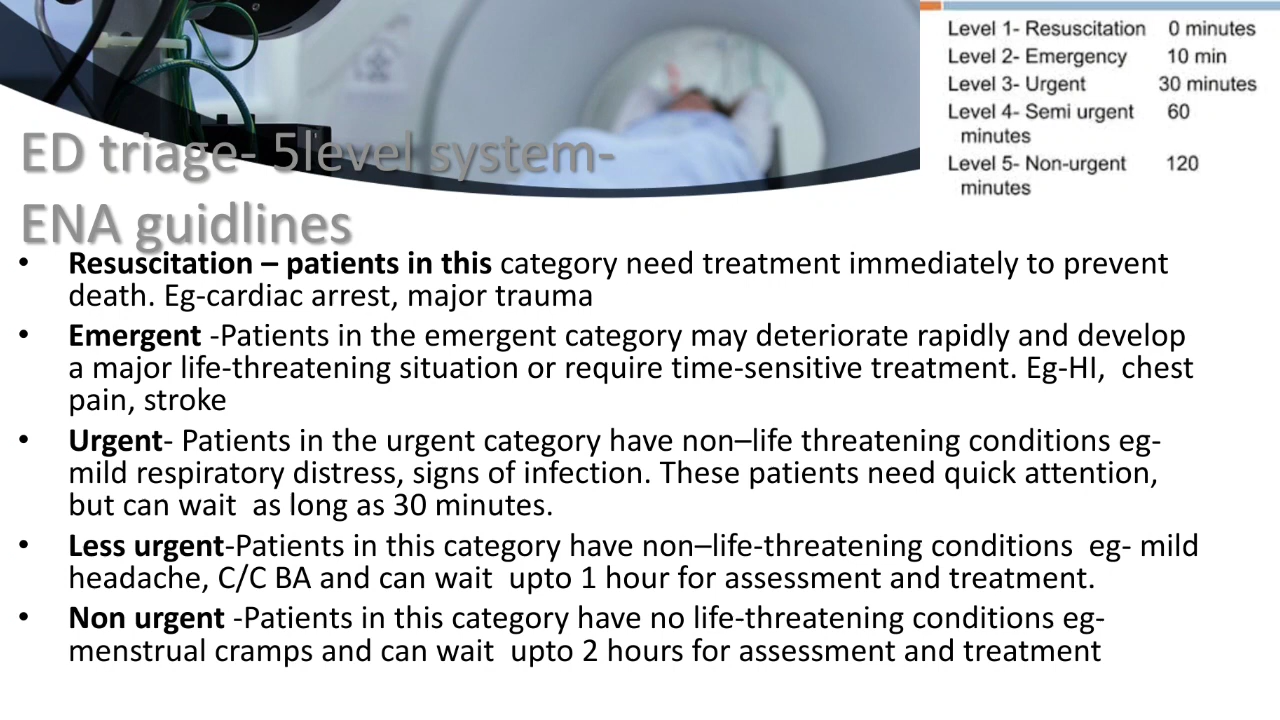 Level 1- Resuscitation 0 minutes
Level 2- Emergency 10 min
Level 3- Urgent 30 minutes
Level 4- Semi urgent 60
minutes
Level 5- Non-urgent 120
minutes
ED triage- 5level system-
ENA guidlines
• Resuscitation – patients in this category need treatment immediately to prevent
death. Eg-cardiac arrest, major trauma
• Emergent -Patients in the emergent category may deteriorate rapidly and develop
a major life-threatening situation or require time-sensitive treatment. Eg-HI, chest
pain, stroke
• Urgent- Patients in the urgent category have non–life threatening conditions eg-
mild respiratory distress, signs of infection. These patients need quick attention,
but can wait as long as 30 minutes.
• Less urgent-Patients in this category have non–life-threatening conditions eg- mild
headache, C/C BA and can wait upto 1 hour for assessment and treatment.
• Non urgent -Patients in this category have no life-threatening conditions eg-
menstrual cramps and can wait upto 2 hours for assessment and treatment